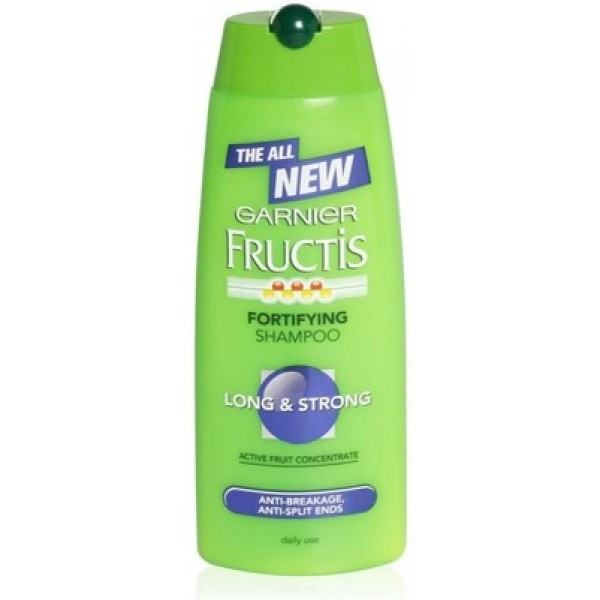 THE ALL
NEW
GARNIER
FRUCTIS
FORTIFYING
SHAMPOO
LONG & STRONG
ACTIVE FRUIT CONCENTRATE
ANTI-BREAKAGE,
ANTI-SPLIT ENDS
daily use